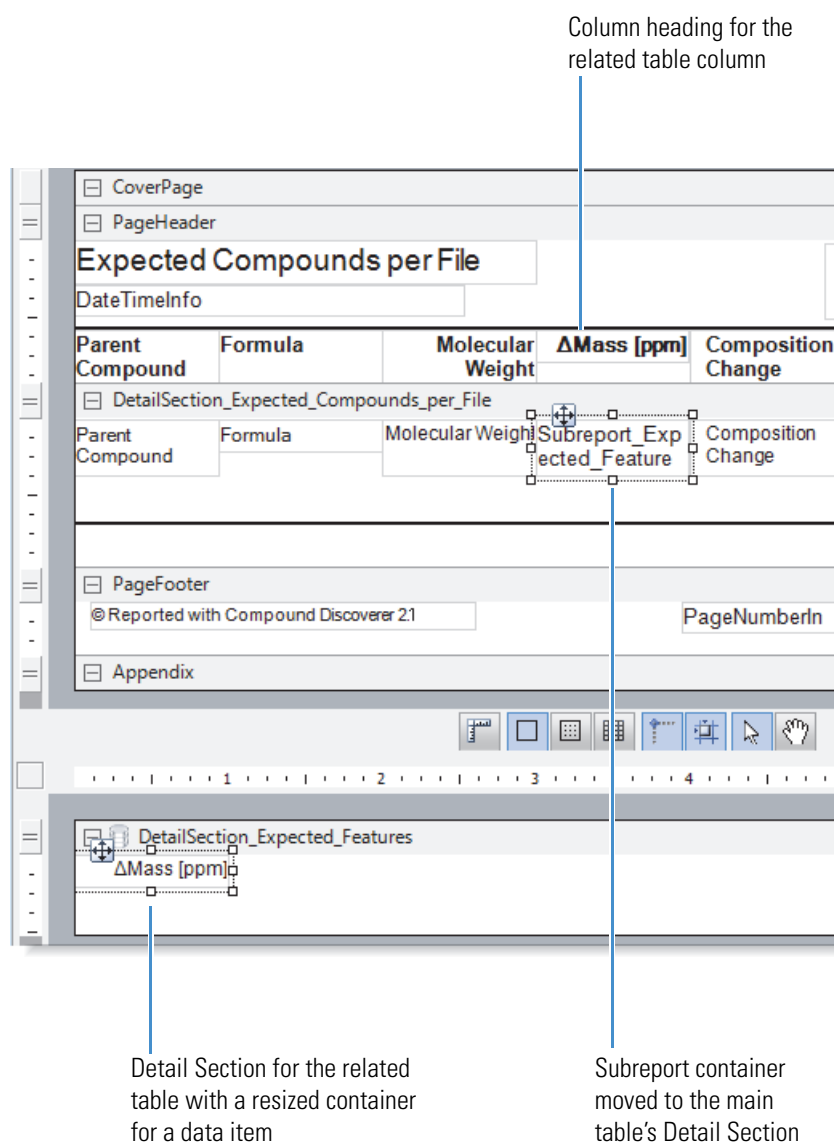 Column heading for the
related table column
CoverPage
PageHeader
Expected Compounds per File
DateTimeInfo
Parent Compound Formula Molecular Weight ΔMass [ppm] Composition Change
DetailSection_Expected_Compounds_per_File
Parent Compound Formula Molecular Weight Subreport_Exp
ected_Feature Composition Change
PageFooter
© Reported with Compound Discoverer 2.1 PageNumberIn
Appendix
1 2 3 4
DetailSection_Expected_Features
ΔMass [ppm]
Detail Section for the related
table with a resized container
for a data item
Subreport container
moved to the main
table's Detail Section